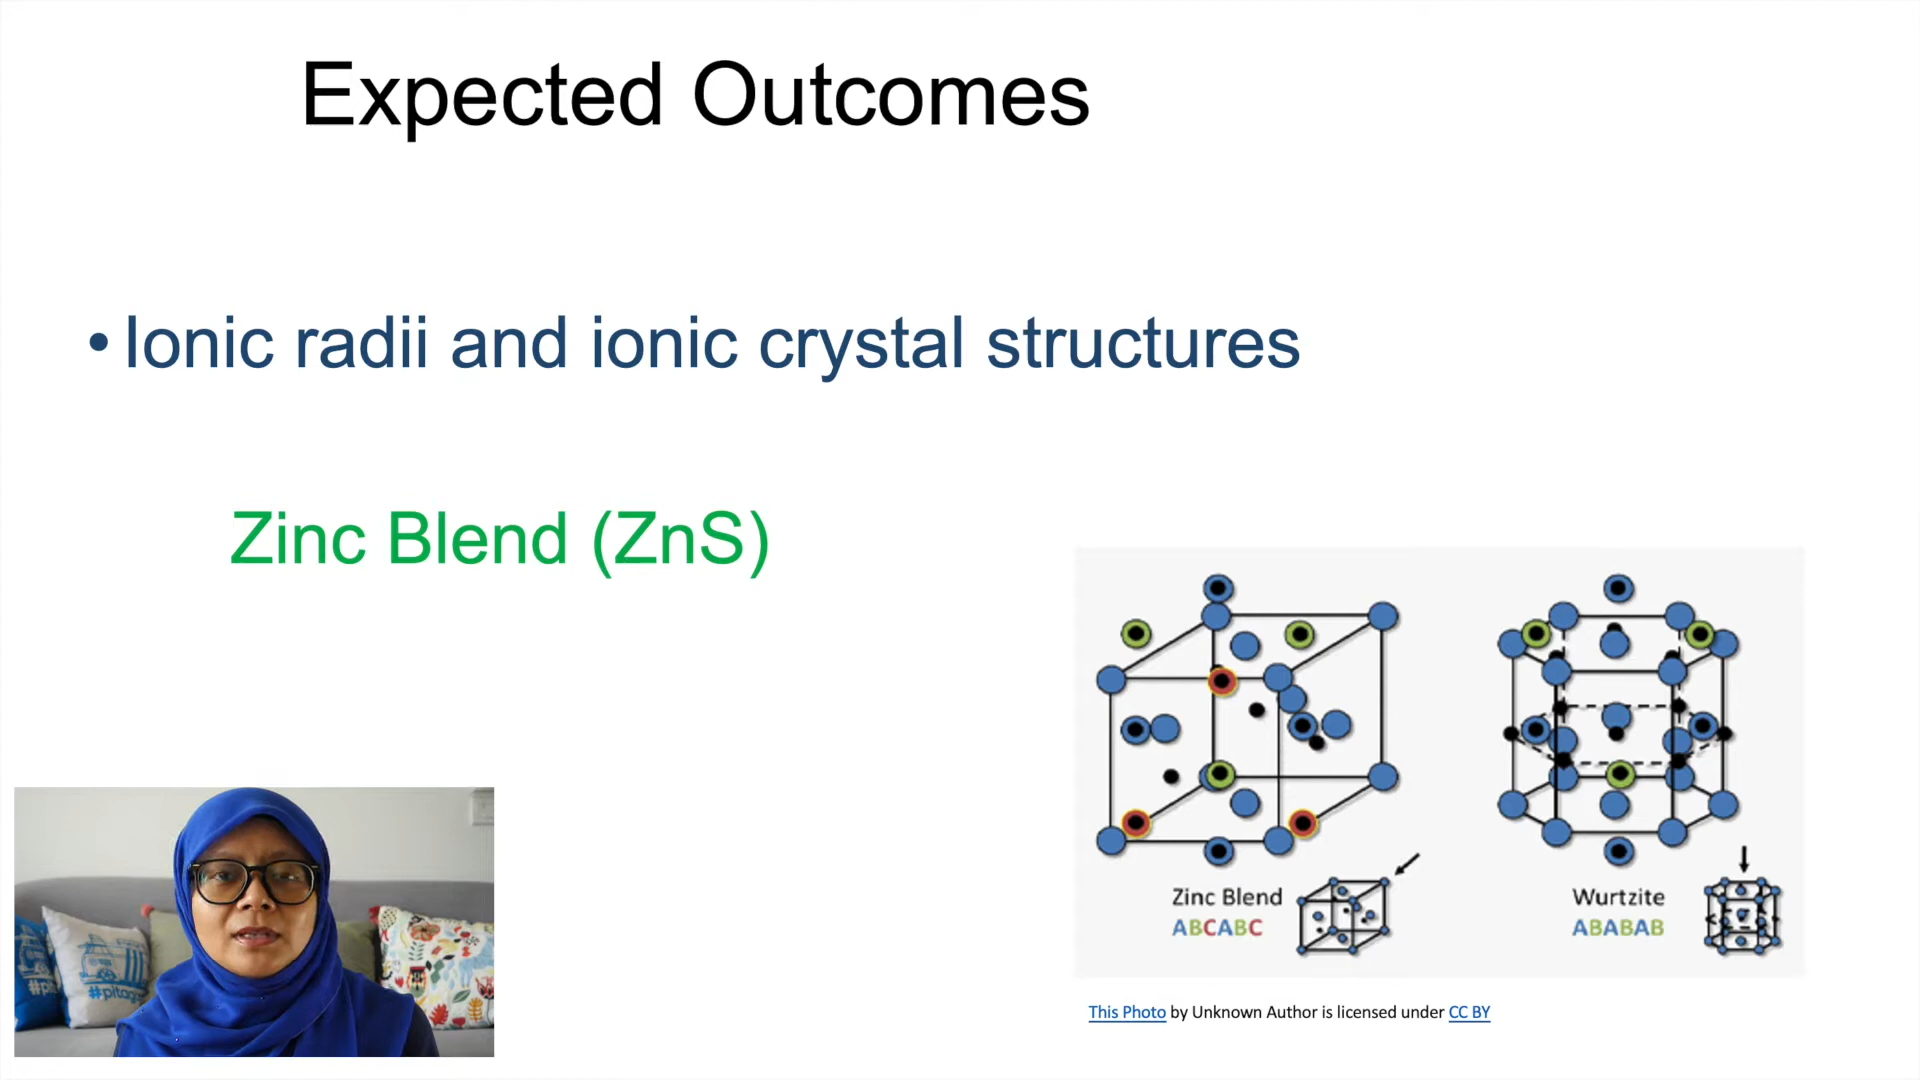 Expected Outcomes
• Ionic radii and ionic crystal structures
Zinc Blend (ZnS)
Zinc Blend
ABCABC
Wurtzite
ABABAB
This Photo by Unknown Author is licensed under CC BY